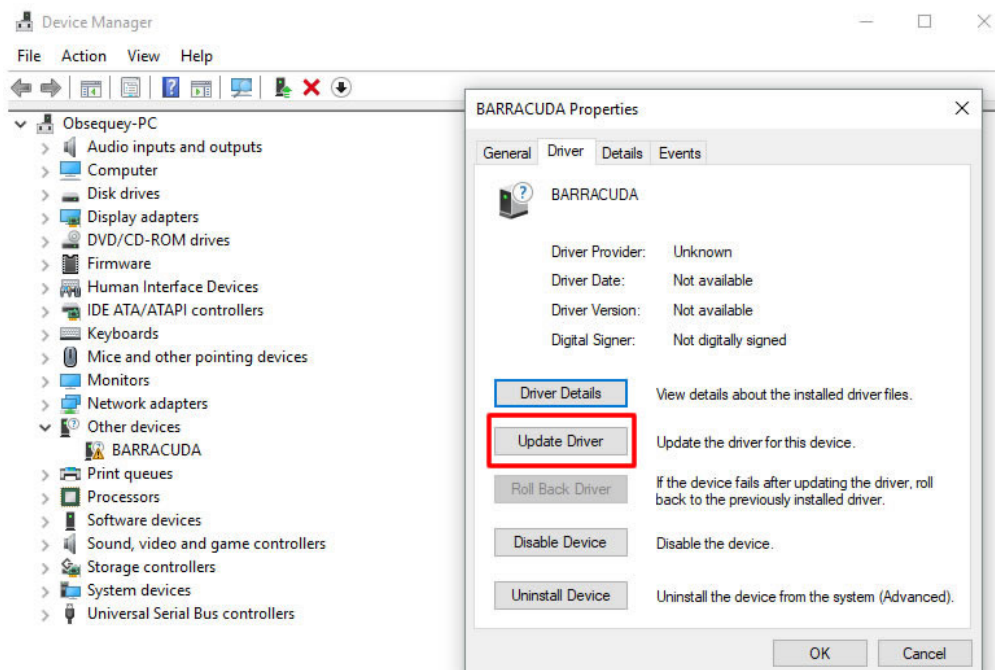 Device Manager
File Action View Help
Obsequey-PC
Audio inputs and outputs
Computer
Disk drives
Display adapters
DVD/CD-ROM drives
Firmware
Human Interface Devices
IDE ATA/ATAPI controllers
Keyboards
Mice and other pointing devices
Monitors
Network adapters
Other devices
BARRACUDA
Print queues
Processors
Software devices
Sound, video and game controllers
Storage controllers
System devices
Universal Serial Bus controllers
BARRACUDA Properties
General Driver Details Events
BARRACUDA
Driver Provider: Unknown
Driver Date: Not available
Driver Version: Not available
Digital Signer: Not digitally signed
Driver Details View details about the installed driver files.
Update Driver Update the driver for this device.
Roll Back Driver If the device fails after updating the driver, roll
back to the previously installed driver.
Disable Device Disable the device.
Uninstall Device Uninstall the device from the system (Advanced).
OK Cancel